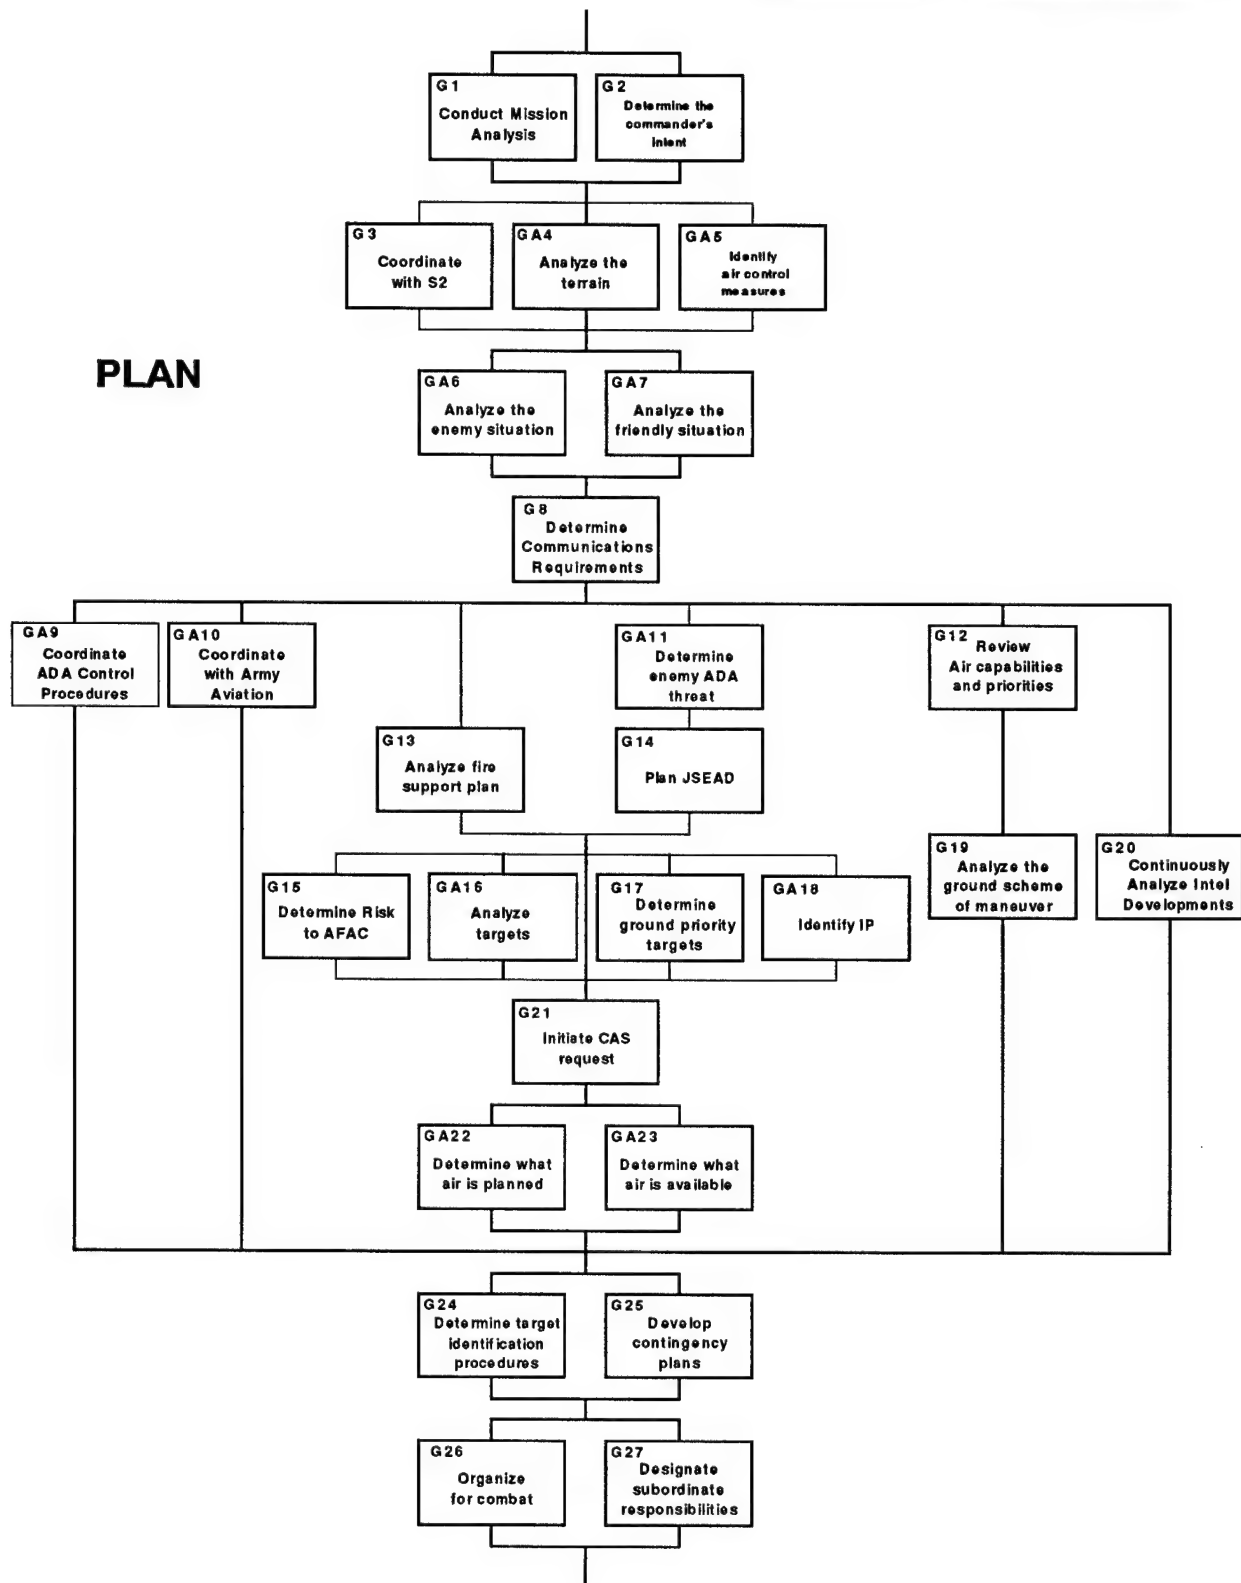 G1
Conduct Mission
Analysis
G2
Determine the
commander's
intent
G3
Coordinate
with S2
GA4
Analyze the
terrain
GA5
Identify
air control
measures
PLAN
GA6
Analyze the
enemy situation
GA7
Analyze the
friendly situation
G8
Determine
Communications
Requirements
GA9
Coordinate
ADA Control
Procedures
GA10
Coordinate
with Army
Aviation
GA11
Determine
enemy ADA
threat
G12
Review
Air capabilities
and priorities
G13
Analyze fire
support plan
G14
Plan JSEAD
G15
Determine Risk
to AFAC
GA16
Analyze
targets
G17
Determine
ground priority
targets
GA18
Identify IP
G19
Analyze the
ground scheme
of maneuver
G20
Continuously
Analyze Intel
Developments
G21
Initiate CAS
request
GA22
Determine what
air is planned
GA23
Determine what
air is available
G24
Determine target
identification
procedures
G25
Develop
contingency
plans
G26
Organize
for combat
G27
Designate
subordinate
responsibilities